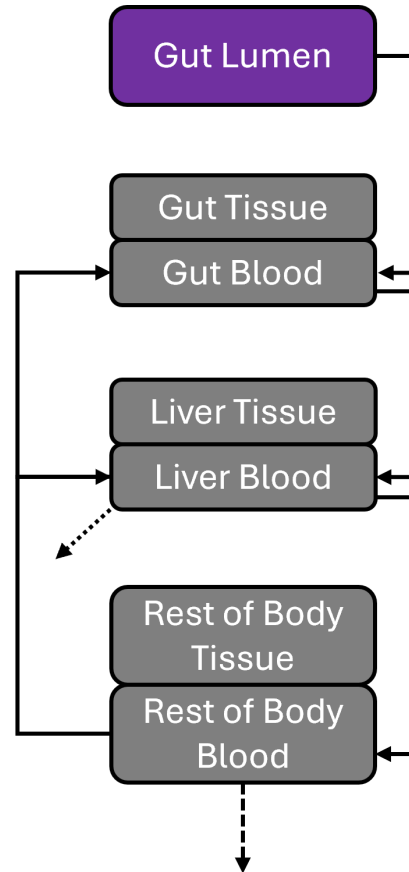 Gut Lumen
Gut Tissue
Gut Blood
Liver Tissue
Liver Blood
Rest of Body
Tissue
Rest of Body
Blood